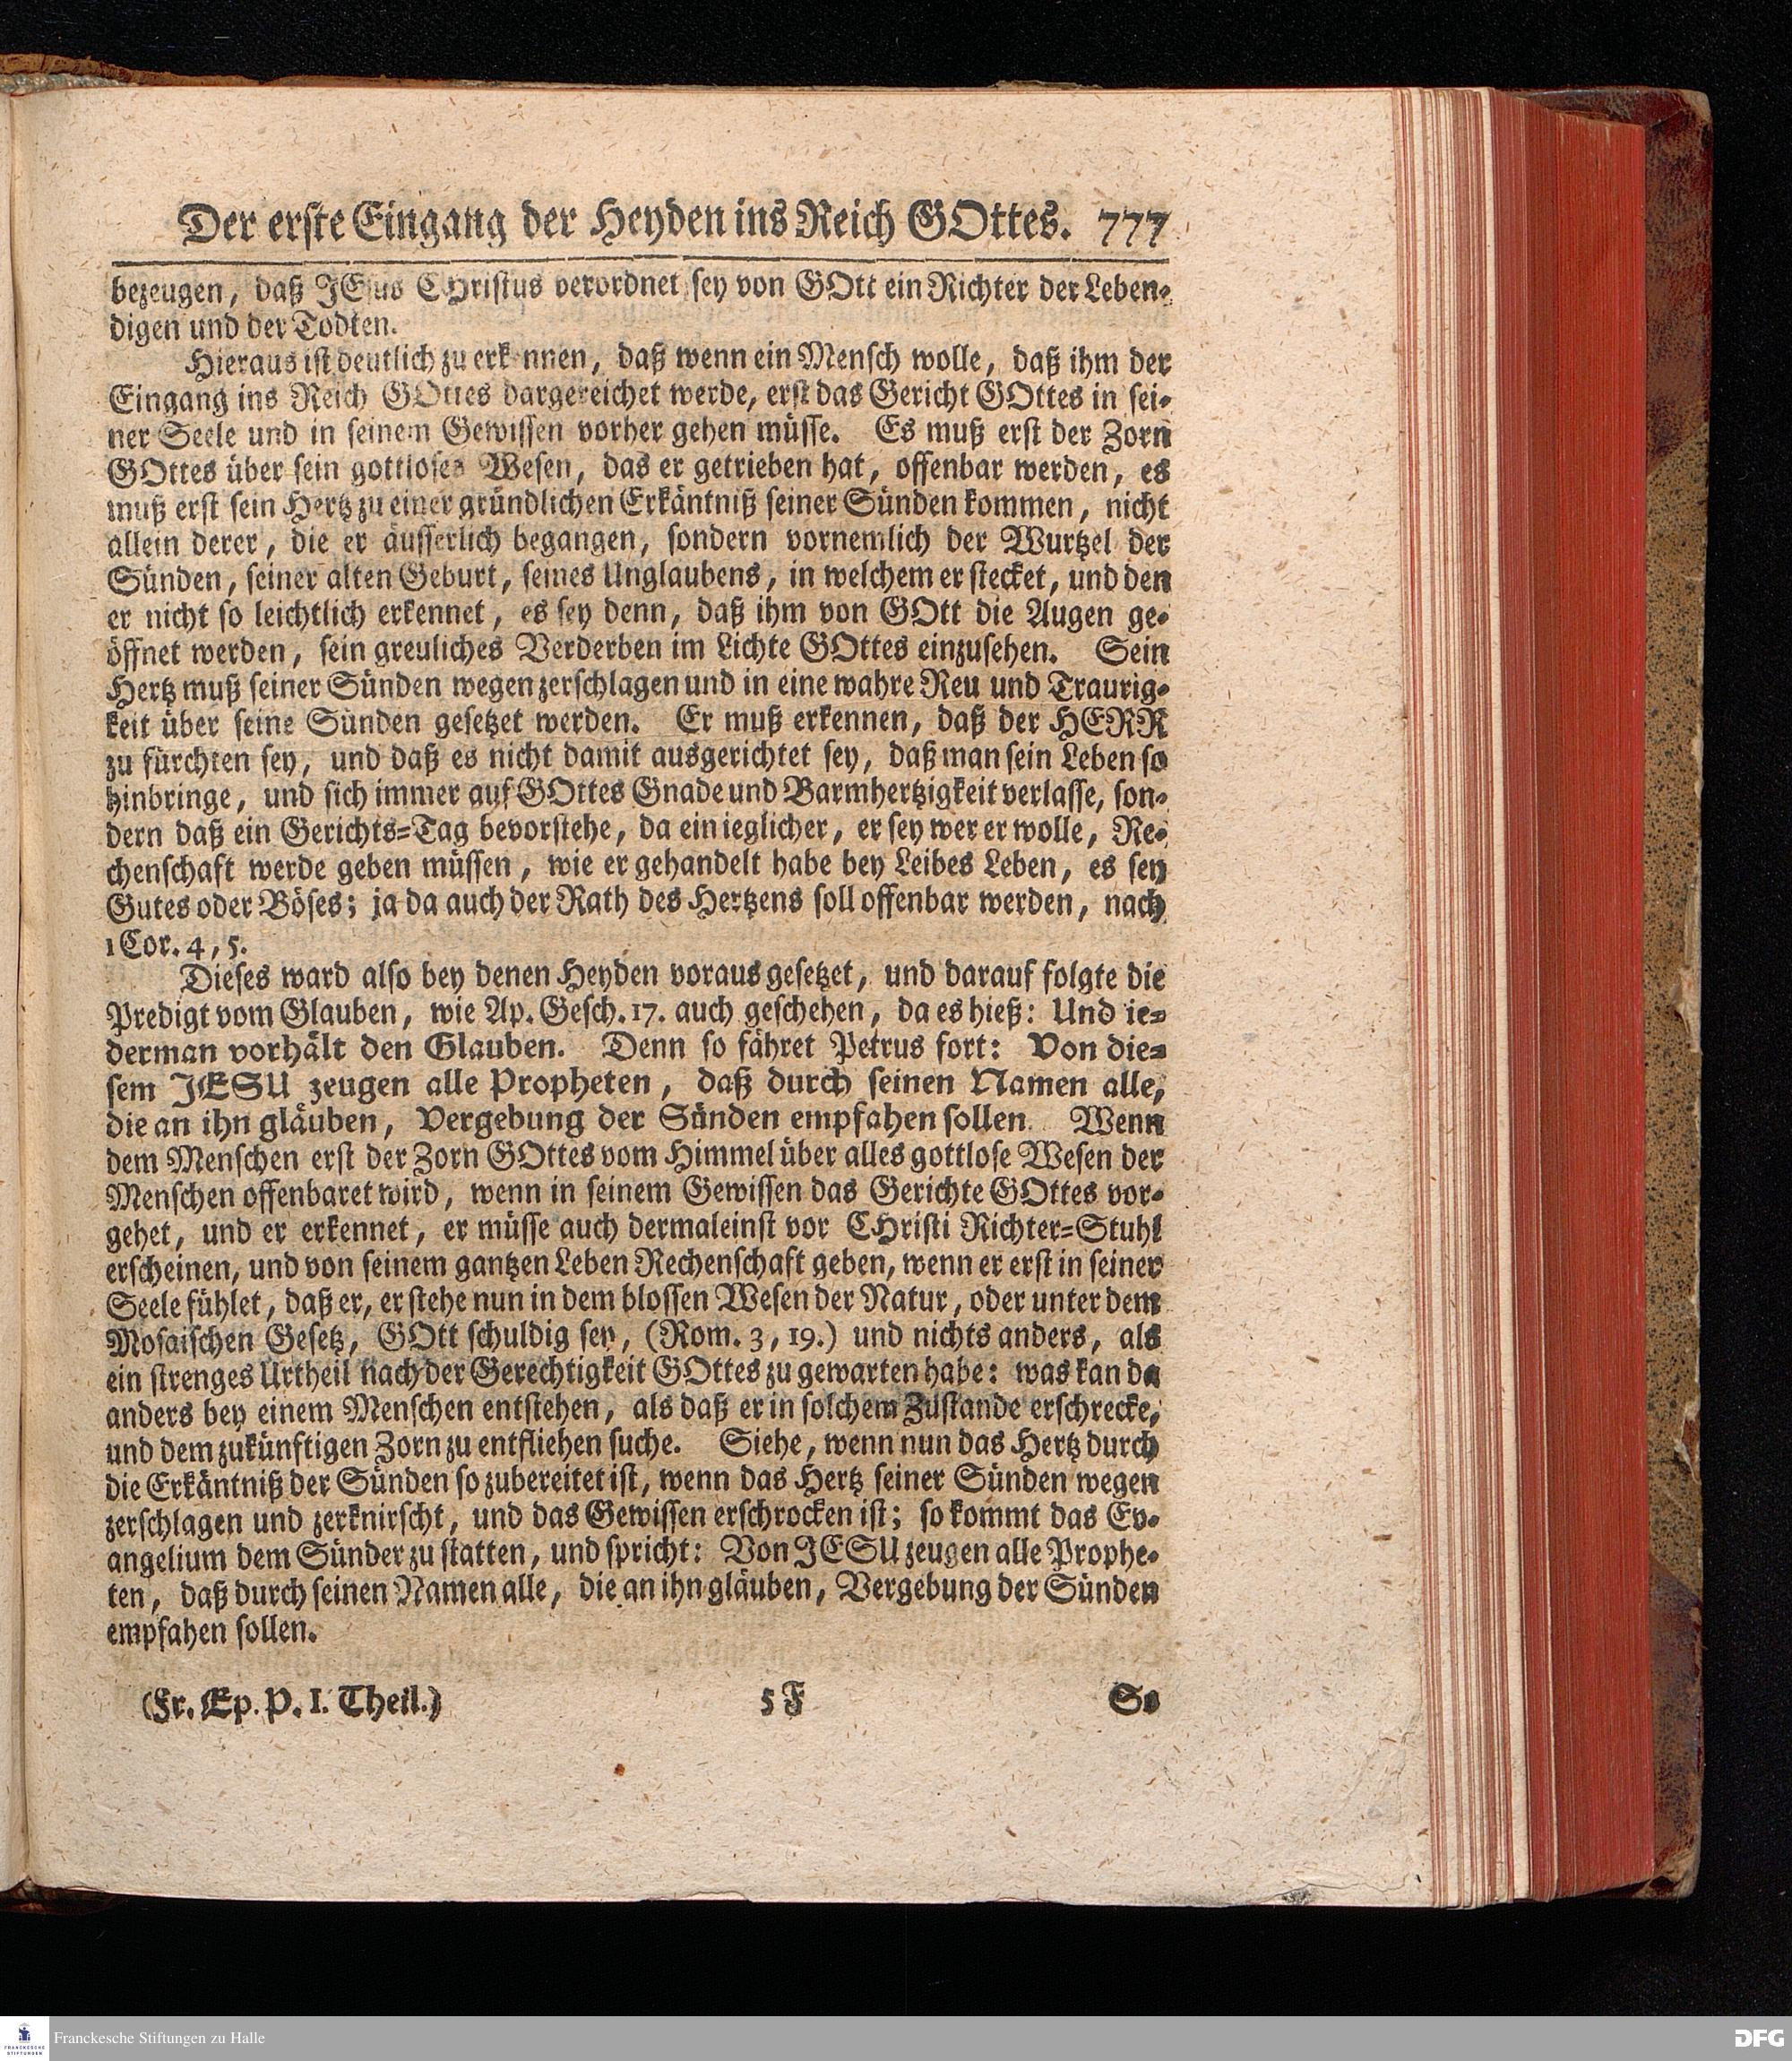 Der erste Eingang der Heyden ins Reich GOttes. 777
bezeugen, daß JEsus CHristus verordnet sey von GOtt ein Richter der Leben-
digen und der Todten.
Hieraus ist deutlich zu erk nnen, daß wenn ein Mensch wolle, daß ihm der
Eingang ins Reich GOttes dargereichet werde, erst das Gericht GOttes in sei-
ner Seele und in seinem Gewissen vorher gehen müsse. Es muß erst der Zorn
GOttes über sein gottloses Wesen, das er getrieben hat, offenbar werden, es
muß erst sein Hertz zu einer gründlichen Erkäntniß seiner Sünden kommen, nicht
allein derer, die er äusserlich begangen, sondern vornemlich der Wurtzel der
Sünden, seiner alten Geburt, seines Unglaubens, in welchem er stecket, und den
er nicht so leichtlich erkennet, es sey denn, daß ihm von GOtt die Augen ge-
öffnet werden, sein greuliches Verderben im Lichte GOttes einzusehen. Sein
Hertz muß seiner Sünden wegen zerschlagen und in eine wahre Reu und Traurig-
keit über seine Sünden gesetzet werden. Er muß erkennen, daß der HERR
zu fürchten sey, und daß es nicht damit ausgerichtet sey, daß man sein Leben so
hinbringe, und sich immer auf GOttes Gnade und Barmhertzigkeit verlasse, son-
dern daß ein Gerichts-Tag bevorstehe, da ein ieglicher, er sey wer er wolle, Re-
chenschaft werde geben müssen, wie er gehandelt habe bey Leibes Leben, es sey
Gutes oder Böses; ja da auch der Rath des Hertzens soll offenbar werden, nach
1 Cor. 4, 5.
Dieses ward also bey denen Heyden voraus gesetzet, und darauf folgte die
Predigt vom Glauben, wie Ap. Gesch. 17. auch geschehen, da es hieß: Und ie-
derman vorhält den Glauben. Denn so fähret Petrus fort: Von die-
sem JESU zeugen alle Propheten, daß durch seinen Namen alle,
die an ihn gläuben, Vergebung der Sünden empfahen sollen. Wenn
dem Menschen erst der Zorn GOttes vom Himmel über alles gottlose Wesen der
Menschen offenbaret wird, wenn in seinem Gewissen das Gerichte GOttes vor-
gehet, und er erkennet, er müsse auch dermaleinst vor CHristi Richter-Stuhl
erscheinen, und von seinem gantzen Leben Rechenschaft geben, wenn er erst in seiner
Seele fühlet, daß er, er stehe nun in dem blossen Wesen der Natur, oder unter dem
Mosaischen Gesetz, GOtt schuldig sey, (Rom. 3, 19.) und nichts anders, als
ein strenges Urtheil nach der Gerechtigkeit GOttes zu gewarten habe: was kan da
anders bey einem Menschen entstehen, als daß er in solchem Zustande erschrecke,
und dem zukünftigen Zorn zu entfliehen suche. Siehe, wenn nun das Hertz durch
die Erkäntniß der Sünden so zubereitet ist, wenn das Hertz seiner Sünden wegen
zerschlagen und zerknirscht, und das Gewissen erschrocken ist; so kommt das Ev-
angelium dem Sünder zu statten, und spricht: Von JESU zeugen alle Prophe-
ten, daß durch seinen Namen alle, die an ihn gläuben, Vergebung der Sünden
empfahen sollen.
(Fr. Ep. P. I. Theil.) 5 F So
FRANCKESCHE STIFTUNGEN
Franckesche Stiftungen zu Halle
DFG